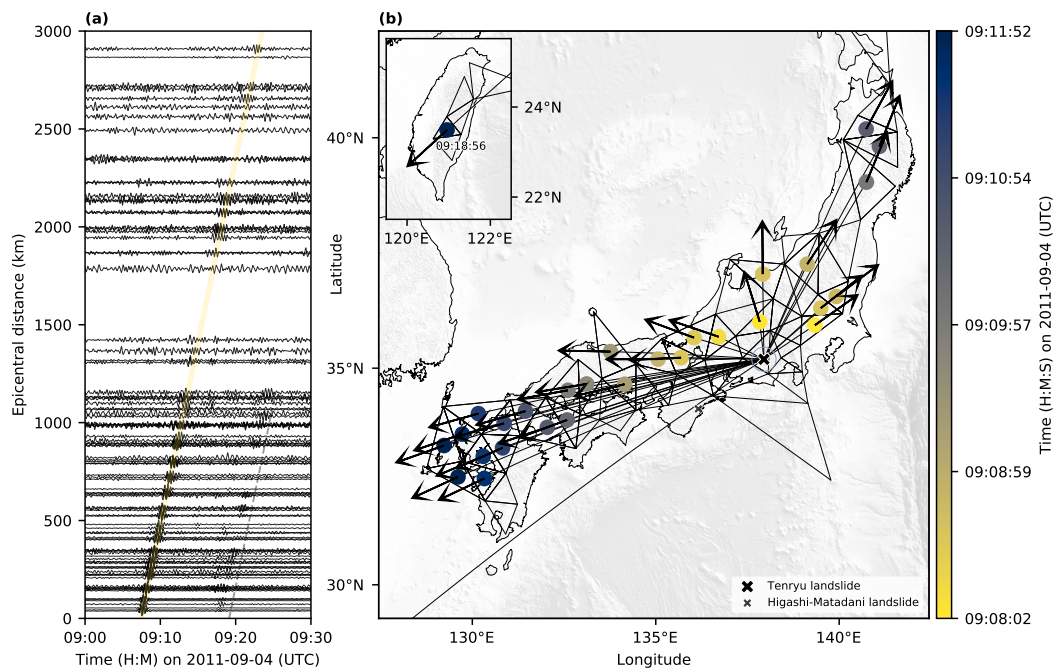 (a)
3000
2500
2000
1500
1000
500
0
Epicentral distance (km)
09:00
09:10
09:20
09:30
Time (H:M) on 2011-09-04 (UTC)
(b)
24°N
22°N
120°E
122°E
09:18:56
40°N
35°N
30°N
Latitude
130°E
135°E
140°E
Longitude
Tenryu landslide
Higashi-Matadani landslide
09:11:52
09:10:54
09:09:57
09:08:59
09:08:02
Time (H:M:S) on 2011-09-04 (UTC)